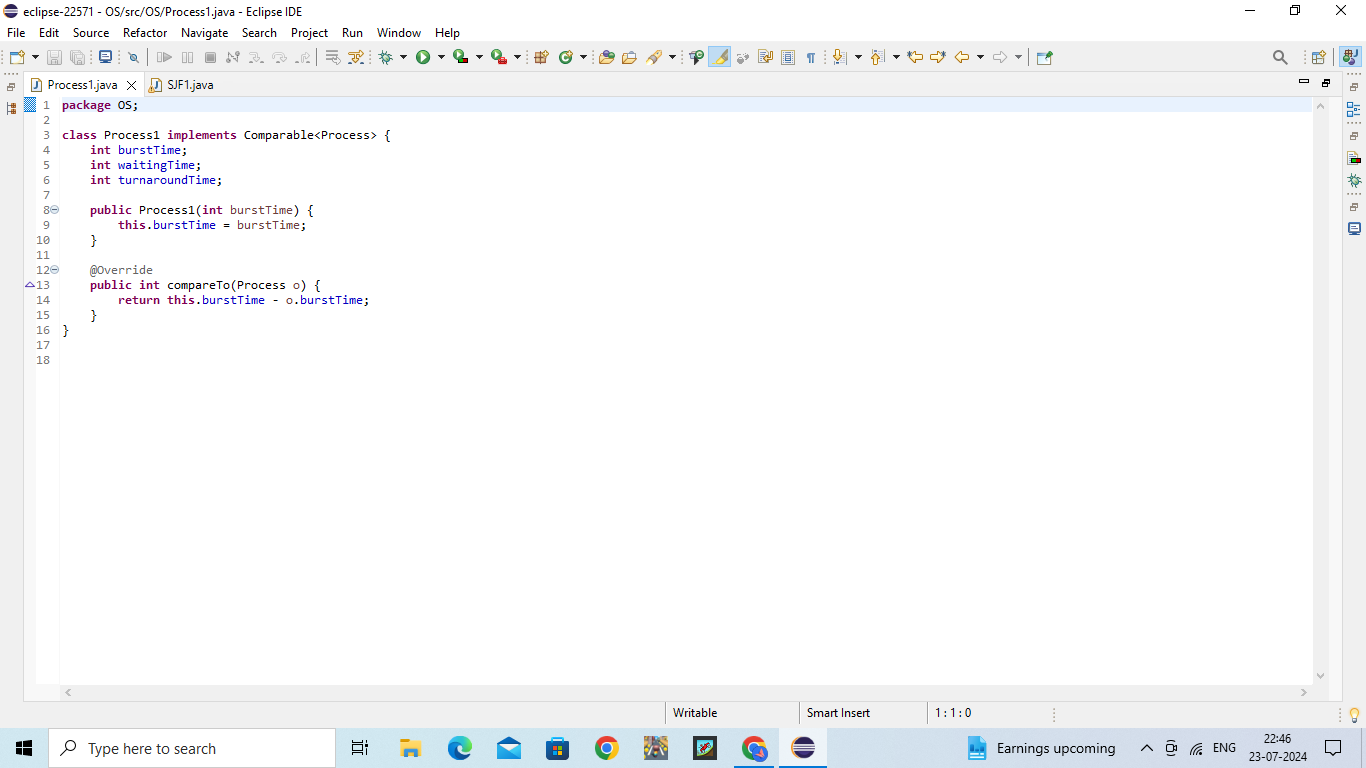 eclipse-22571 - OS/src/OS/Process1.java - Eclipse IDE
File Edit Source Refactor Navigate Search Project Run Window Help
Process1.java SJF1.java
1 package OS;
2
3 class Process1 implements Comparable<Process> {
4 int burstTime;
5 int waitingTime;
6 int turnaroundTime;
7
8 public Process1(int burstTime) {
9 this.burstTime = burstTime;
10 }
11
12 @Override
13 public int compareTo(Process o) {
14 return this.burstTime - o.burstTime;
15 }
16 }
17
18
Writable Smart Insert 1 : 1 : 0
Type here to search Earnings upcoming ENG 22:46
23-07-2024